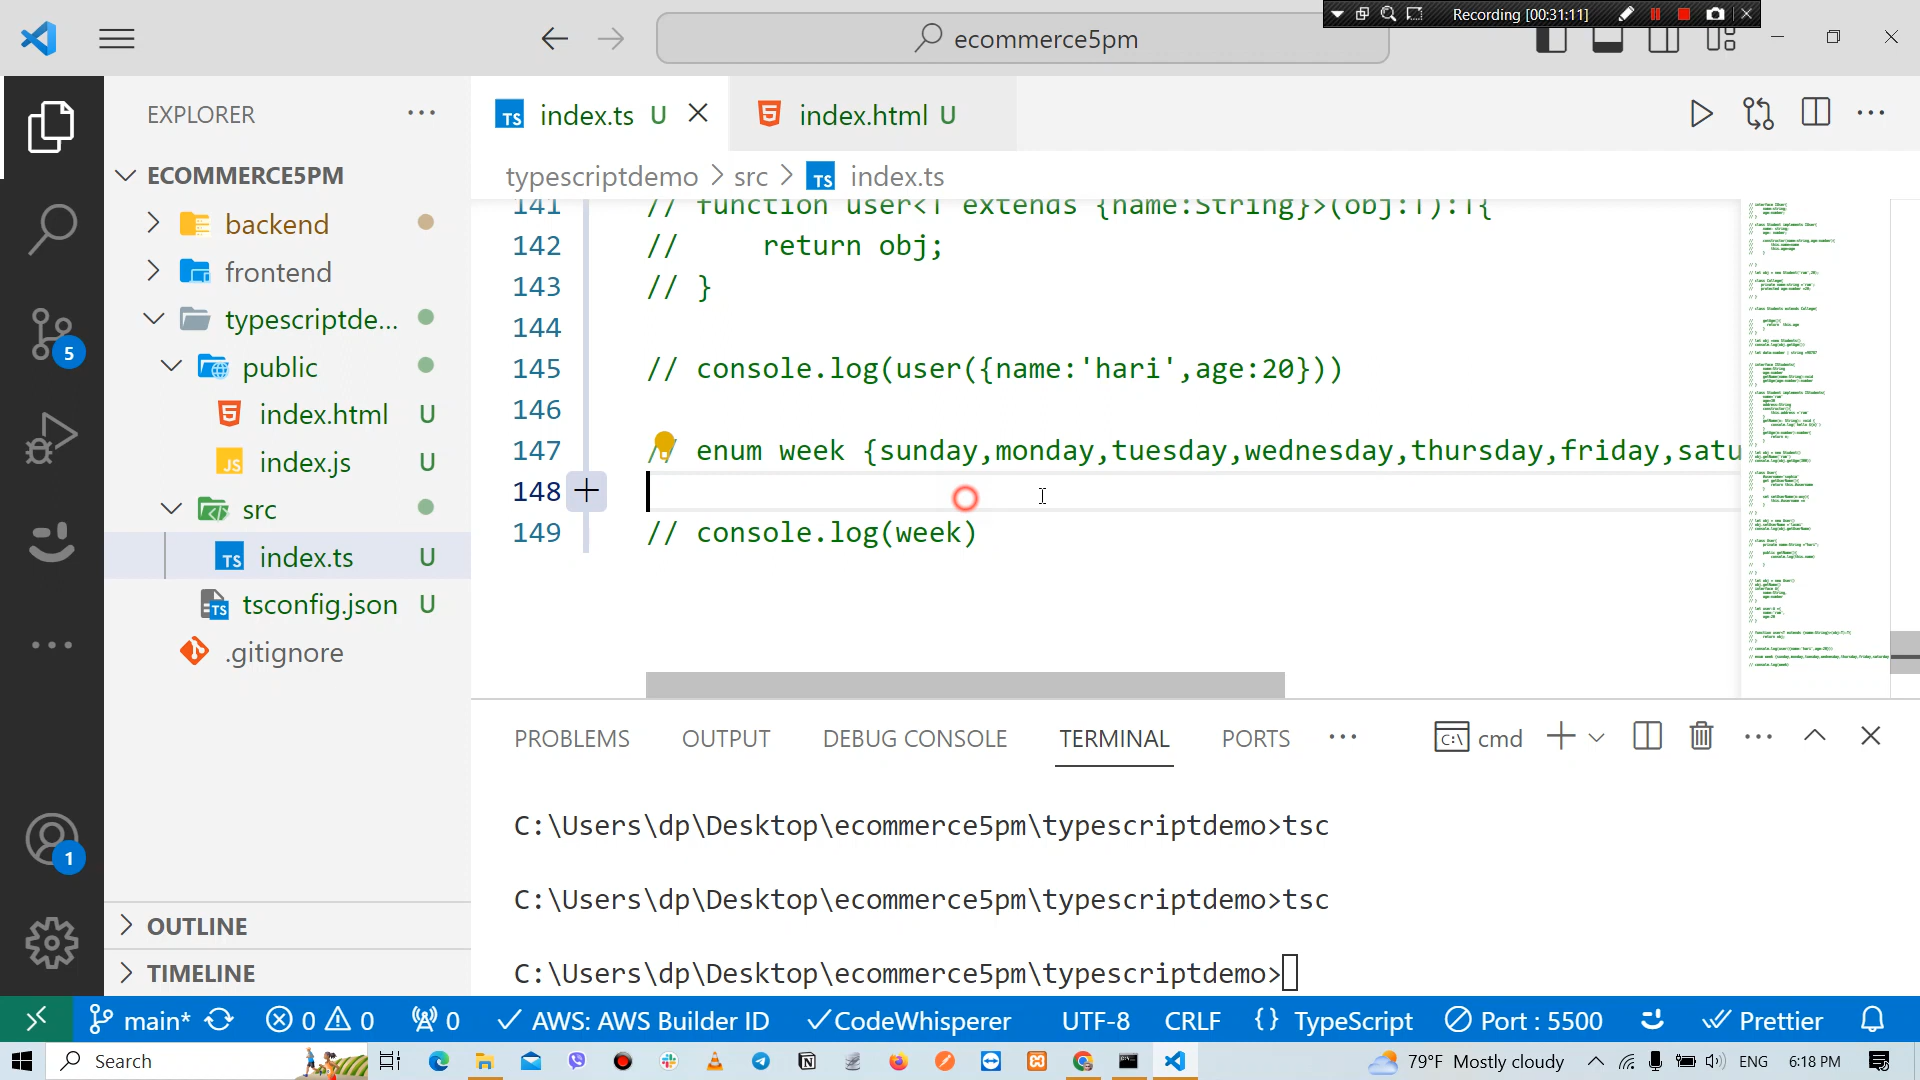 Recording [00:31:11]
ecommerce5pm
EXPLORER
index.ts U
index.html U
typescriptdemo > src > index.ts
ECOMMERCE5PM
backend
frontend
typescriptde...
public
index.html U
index.js U
src
index.ts U
tsconfig.json U
.gitignore
OUTLINE
TIMELINE
5
1
141 // function user<T extends {name:String}>(obj:T):T{
142 // return obj;
143 // }
144
145 // console.log(user({name:'hari',age:20}))
146
147 // enum week {sunday,monday,tuesday,wednesday,thursday,friday,satu
148
149 // console.log(week)
PROBLEMS OUTPUT DEBUG CONSOLE TERMINAL PORTS
cmd
C:\Users\dp\Desktop\ecommerce5pm\typescriptdemo>tsc
C:\Users\dp\Desktop\ecommerce5pm\typescriptdemo>tsc
C:\Users\dp\Desktop\ecommerce5pm\typescriptdemo>
main* 0 0 0 AWS: AWS Builder ID CodeWhisperer UTF-8 CRLF {} TypeScript Port : 5500 Prettier
Search
79°F Mostly cloudy ENG 6:18 PM